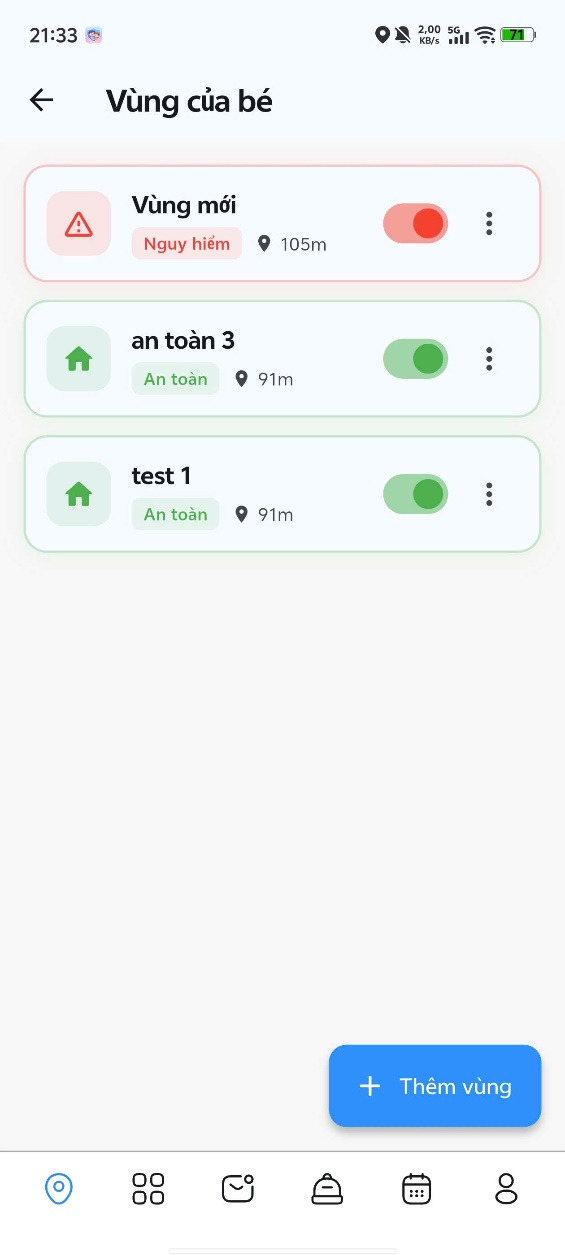 21:33
2,00 KB/s 5G 71
Vùng của bé
Vùng mới
Nguy hiểm 105m
an toàn 3
An toàn 91m
test 1
An toàn 91m
+ Thêm vùng